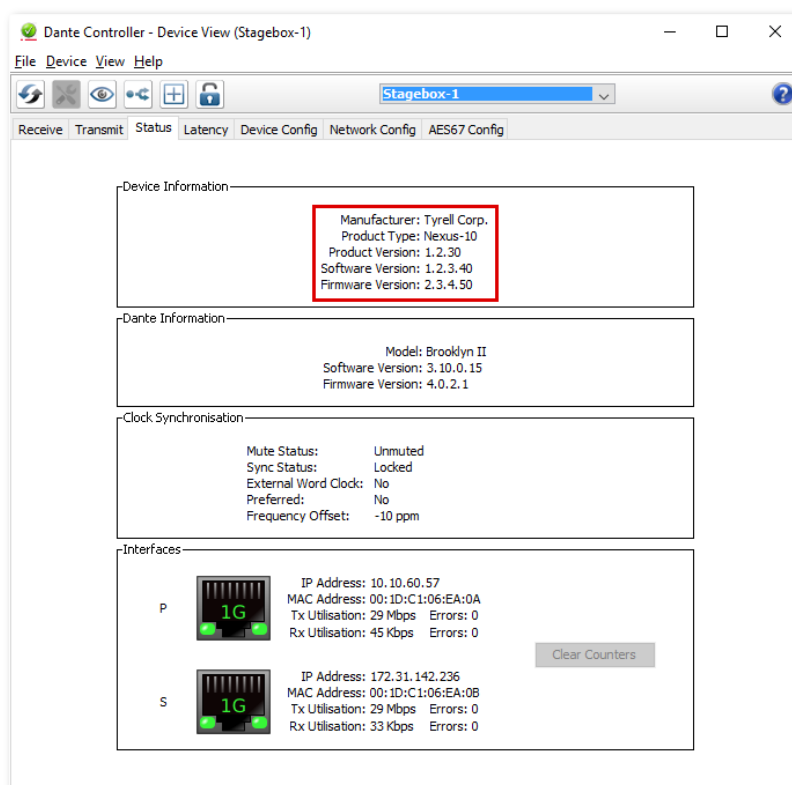 Dante Controller - Device View (Stagebox-1)
File Device View Help
Stagebox-1
Receive Transmit Status Latency Device Config Network Config AES67 Config
Device Information
Manufacturer: Tyrell Corp.
Product Type: Nexus-10
Product Version: 1.2.30
Software Version: 1.2.3.40
Firmware Version: 2.3.4.50
Dante Information
Model: Brooklyn II
Software Version: 3.10.0.15
Firmware Version: 4.0.2.1
Clock Synchronisation
Mute Status: Unmuted
Sync Status: Locked
External Word Clock: No
Preferred: No
Frequency Offset: -10 ppm
Interfaces
P
1G
IP Address: 10.10.60.57
MAC Address: 00:1D:C1:06:EA:0A
Tx Utilisation: 29 Mbps Errors: 0
Rx Utilisation: 45 Kbps Errors: 0
Clear Counters
S
1G
IP Address: 172.31.142.236
MAC Address: 00:1D:C1:06:EA:0B
Tx Utilisation: 29 Mbps Errors: 0
Rx Utilisation: 33 Kbps Errors: 0